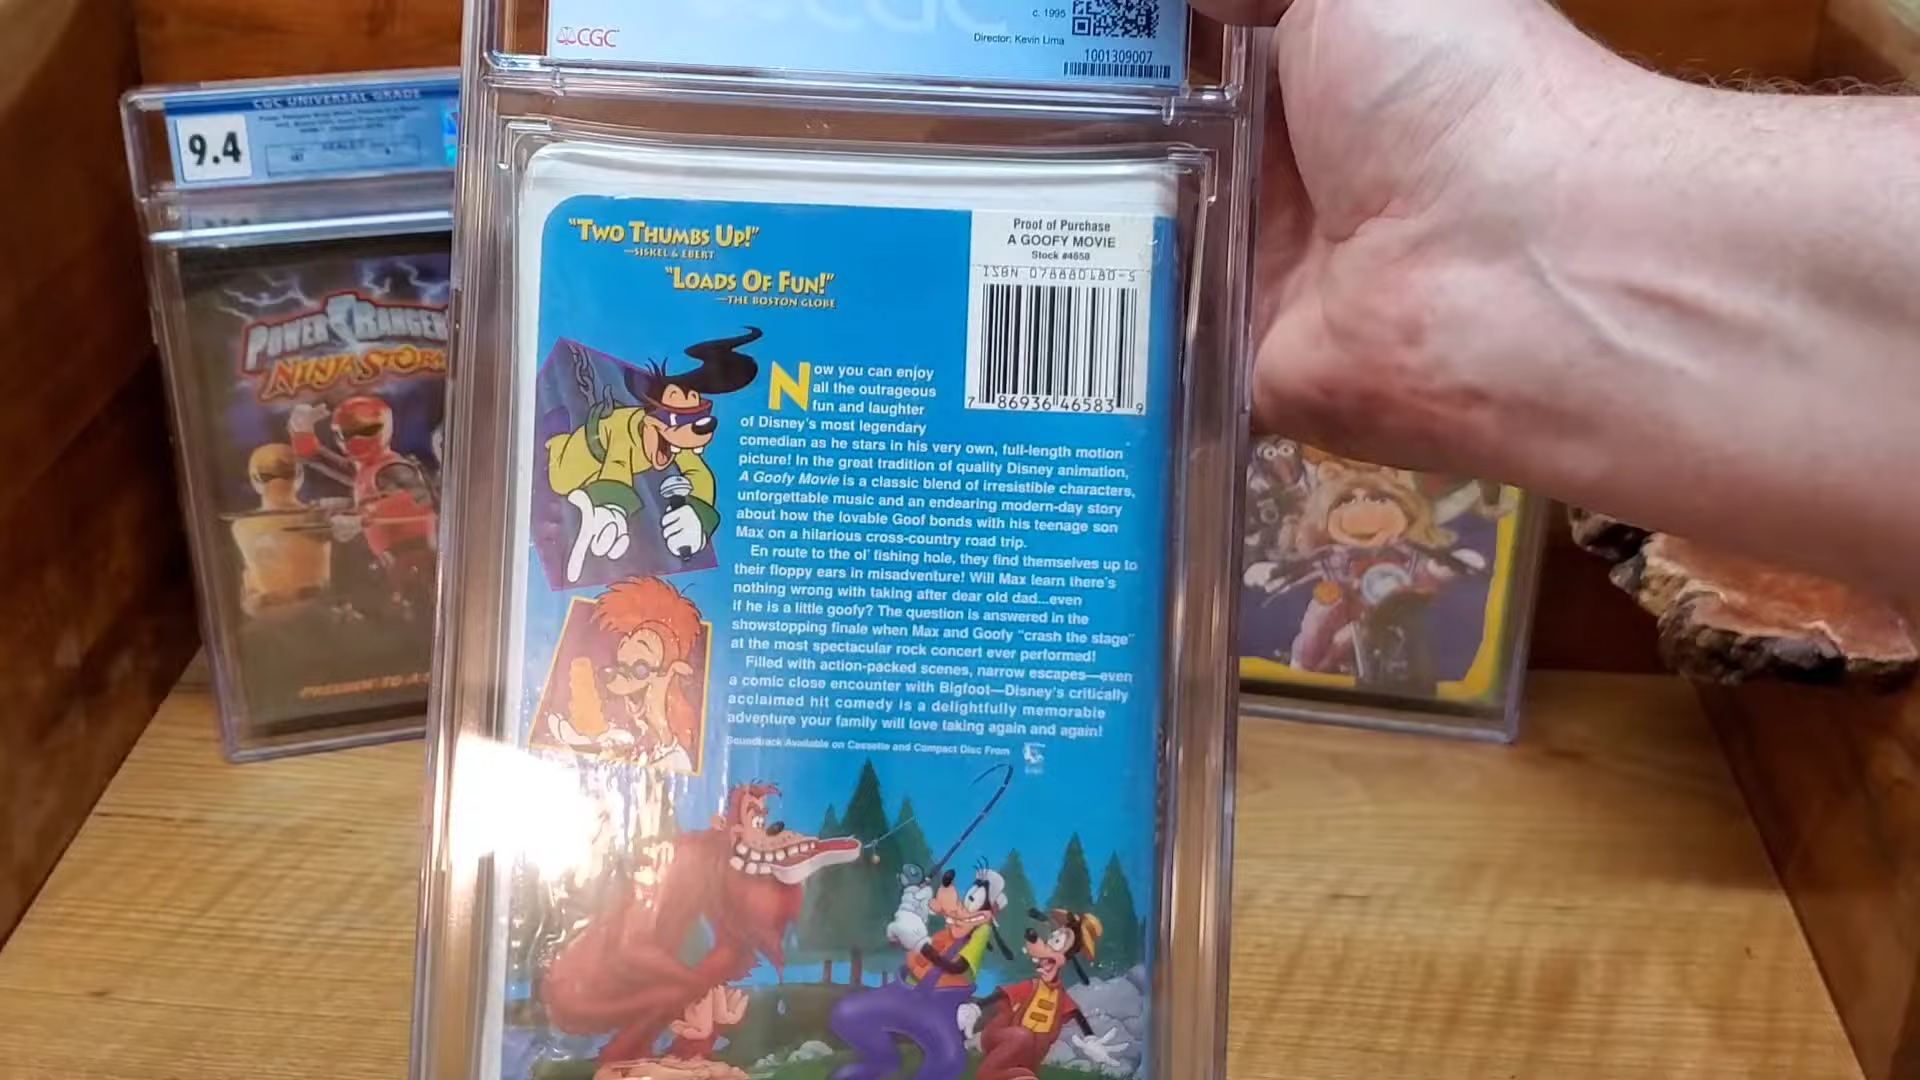 CGC
c. 1995
Director: Kevin Lima
1001309007
CGC UNIVERSAL GRADE
9.4
POWER RANGERS
NINJA STORM
"TWO THUMBS UP!"
—SISKEL & EBERT
"LOADS OF FUN!"
—THE BOSTON GLOBE
Proof of Purchase
A GOOFY MOVIE
Stock #4658
7 86936 46583 9
Now you can enjoy
all the outrageous
fun and laughter
of Disney's most legendary
comedian as he stars in his very own, full-length motion
picture! In the great tradition of quality Disney animation,
A Goofy Movie is a classic blend of irresistible characters,
unforgettable music and an endearing modern-day story
about how the lovable Goof bonds with his teenage son
Max on a hilarious cross-country road trip.
En route to the ol' fishing hole, they find themselves up to
their floppy ears in misadventure! Will Max learn there's
nothing wrong with taking after dear old dad...even
if he is a little goofy? The question is answered in the
showstopping finale when Max and Goofy "crash the stage"
at the most spectacular rock concert ever performed!
Filled with action-packed scenes, narrow escapes—even
a comic close encounter with Bigfoot—Disney's critically
acclaimed hit comedy is a delightfully memorable
adventure your family will love taking again and again!
Soundtrack Available on Cassette and Compact Disc From